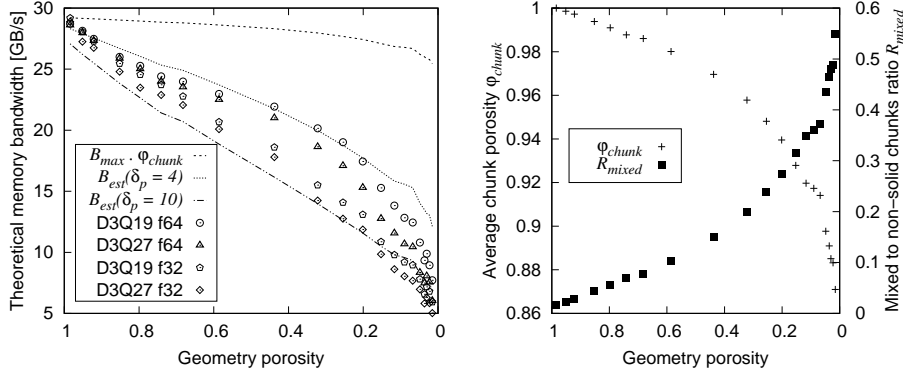 Theoretical memory bandwidth [GB/s]
30
25
20
15
10
5
B_max . φ_chunk
B_est(δ_p = 4)
B_est(δ_p = 10)
D3Q19 f64
D3Q27 f64
D3Q19 f32
D3Q27 f32
1 0.8 0.6 0.4 0.2 0
Geometry porosity
Average chunk porosity φ_chunk
1
0.98
0.96
0.94
0.92
0.9
0.88
0.86
φ_chunk
R_mixed
1 0.8 0.6 0.4 0.2 0
Geometry porosity
0.6
0.5
0.4
0.3
0.2
0.1
0
Mixed to non−solid chunks ratio R_mixed